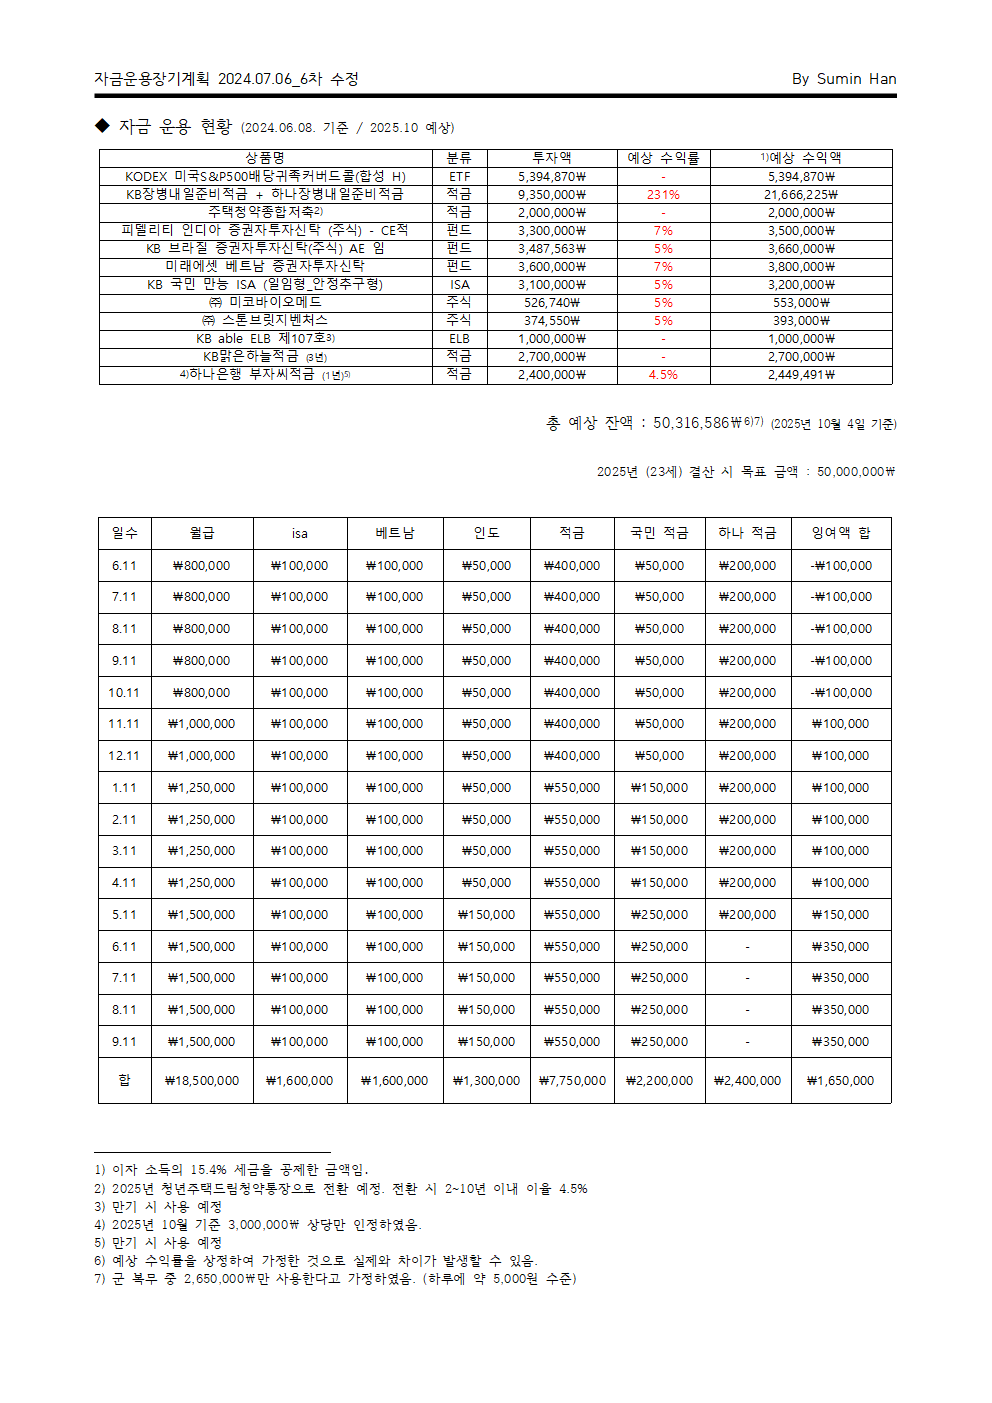 자금운용장기계획 2024.07.06_6차 수정 By Sumin Han
◆ 자금 운용 현황 (2024.06.08. 기준 / 2025.10 예상)
상품명 분류 투자액 예상 수익률 1)예상 수익액
KODEX 미국S&P500배당귀족커버드콜(합성 H) ETF 5,394,870₩ - 5,394,870₩
KB장병내일준비적금 + 하나장병내일준비적금 적금 9,350,000₩ 231% 21,666,225₩
주택청약종합저축2) 적금 2,000,000₩ - 2,000,000₩
피델리티 인디아 증권자투자신탁 (주식) - CE적 펀드 3,300,000₩ 7% 3,500,000₩
KB 브라질 증권자투자신탁(주식) AE 임 펀드 3,487,563₩ 5% 3,660,000₩
미래에셋 베트남 증권자투자신탁 펀드 3,600,000₩ 7% 3,800,000₩
KB 국민 만능 ISA (일임형_안정추구형) ISA 3,100,000₩ 5% 3,200,000₩
㈜ 미코바이오메드 주식 526,740₩ 5% 553,000₩
㈜ 스톤브릿지벤처스 주식 374,550₩ 5% 393,000₩
KB able ELB 제107호3) ELB 1,000,000₩ - 1,000,000₩
KB맑은하늘적금 (3년) 적금 2,700,000₩ - 2,700,000₩
4)하나은행 부자씨적금 (1년)5) 적금 2,400,000₩ 4.5% 2,449,491₩
총 예상 잔액 : 50,316,586₩6)7) (2025년 10월 4일 기준)
2025년 (23세) 결산 시 목표 금액 : 50,000,000₩
일수 월급 isa 베트남 인도 적금 국민 적금 하나 적금 잉여액 합
6.11 ₩800,000 ₩100,000 ₩100,000 ₩50,000 ₩400,000 ₩50,000 ₩200,000 -₩100,000
7.11 ₩800,000 ₩100,000 ₩100,000 ₩50,000 ₩400,000 ₩50,000 ₩200,000 -₩100,000
8.11 ₩800,000 ₩100,000 ₩100,000 ₩50,000 ₩400,000 ₩50,000 ₩200,000 -₩100,000
9.11 ₩800,000 ₩100,000 ₩100,000 ₩50,000 ₩400,000 ₩50,000 ₩200,000 -₩100,000
10.11 ₩800,000 ₩100,000 ₩100,000 ₩50,000 ₩400,000 ₩50,000 ₩200,000 -₩100,000
11.11 ₩1,000,000 ₩100,000 ₩100,000 ₩50,000 ₩400,000 ₩50,000 ₩200,000 ₩100,000
12.11 ₩1,000,000 ₩100,000 ₩100,000 ₩50,000 ₩400,000 ₩50,000 ₩200,000 ₩100,000
1.11 ₩1,250,000 ₩100,000 ₩100,000 ₩50,000 ₩550,000 ₩150,000 ₩200,000 ₩100,000
2.11 ₩1,250,000 ₩100,000 ₩100,000 ₩50,000 ₩550,000 ₩150,000 ₩200,000 ₩100,000
3.11 ₩1,250,000 ₩100,000 ₩100,000 ₩50,000 ₩550,000 ₩150,000 ₩200,000 ₩100,000
4.11 ₩1,250,000 ₩100,000 ₩100,000 ₩50,000 ₩550,000 ₩150,000 ₩200,000 ₩100,000
5.11 ₩1,500,000 ₩100,000 ₩100,000 ₩150,000 ₩550,000 ₩250,000 ₩200,000 ₩150,000
6.11 ₩1,500,000 ₩100,000 ₩100,000 ₩150,000 ₩550,000 ₩250,000 - ₩350,000
7.11 ₩1,500,000 ₩100,000 ₩100,000 ₩150,000 ₩550,000 ₩250,000 - ₩350,000
8.11 ₩1,500,000 ₩100,000 ₩100,000 ₩150,000 ₩550,000 ₩250,000 - ₩350,000
9.11 ₩1,500,000 ₩100,000 ₩100,000 ₩150,000 ₩550,000 ₩250,000 - ₩350,000
합 ₩18,500,000 ₩1,600,000 ₩1,600,000 ₩1,300,000 ₩7,750,000 ₩2,200,000 ₩2,400,000 ₩1,650,000
1) 이자 소득의 15.4% 세금을 공제한 금액임.
2) 2025년 청년주택드림청약통장으로 전환 예정. 전환 시 2~10년 이내 이율 4.5%
3) 만기 시 사용 예정
4) 2025년 10월 기준 3,000,000₩ 상당만 인정하였음.
5) 만기 시 사용 예정
6) 예상 수익률을 상정하여 가정한 것으로 실제와 차이가 발생할 수 있음.
7) 군 복무 중 2,650,000₩만 사용한다고 가정하였음. (하루에 약 5,000원 수준)